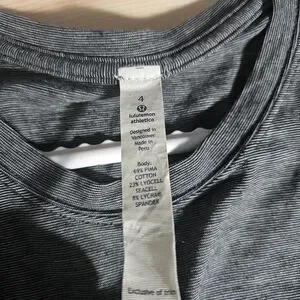 4
lululemon
athletica
Designed in
Vancouver
Made in
Peru
Body:
69% PIMA
COTTON
23% LYOCELL
SEACELL
8% LYCRA®
SPANDEX
Exclusive of trim